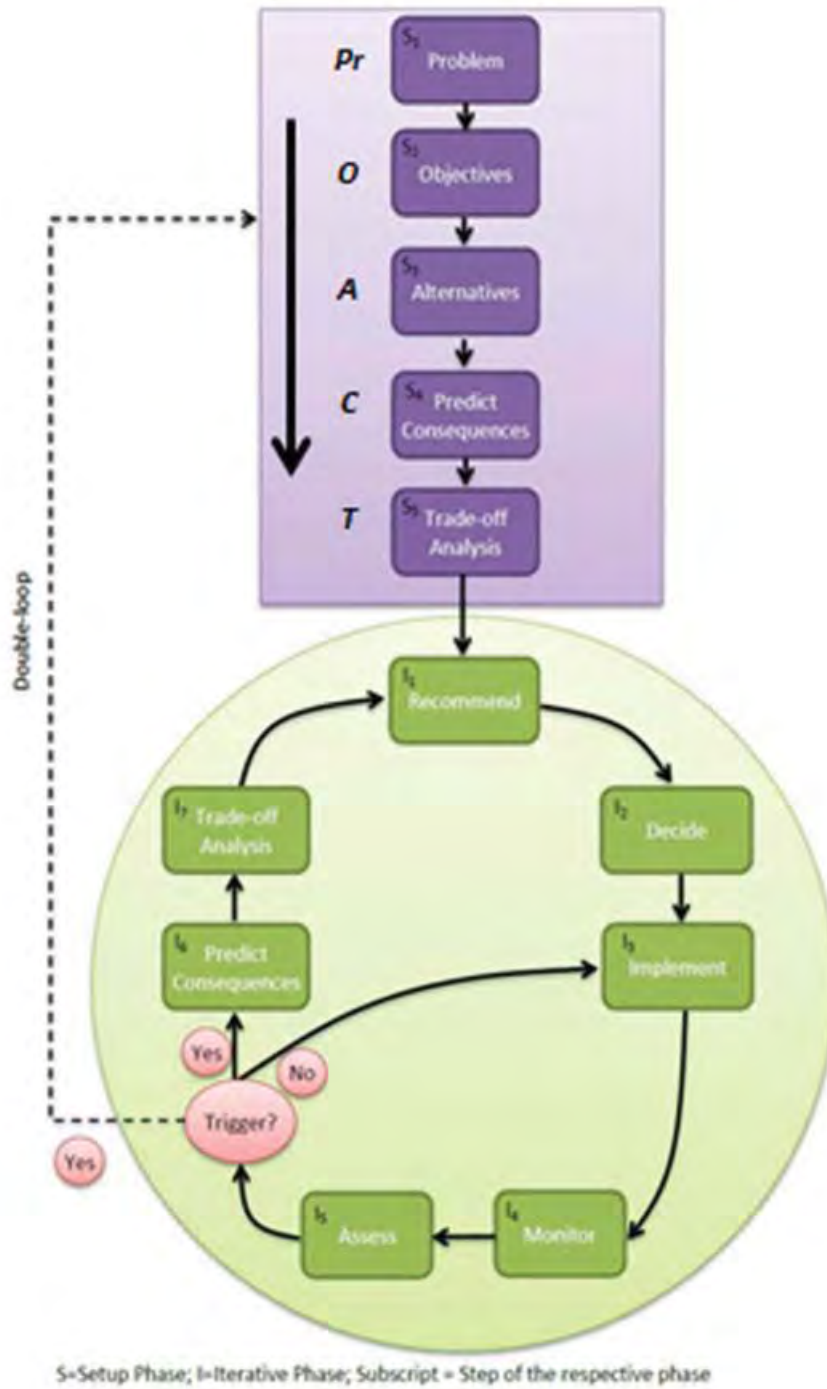 Pr
S₁
Problem
O
S₂
Objectives
A
S₃
Alternatives
C
S₄
Predict
Consequences
T
S₅
Trade-off
Analysis
Double-loop
I₁
Recommend
I₇
Trade-off
Analysis
I₂
Decide
I₆
Predict
Consequences
I₃
Implement
Yes
No
Trigger?
Yes
I₅
Assess
I₄
Monitor
S=Setup Phase; I=Iterative Phase; Subscript = Step of the respective phase